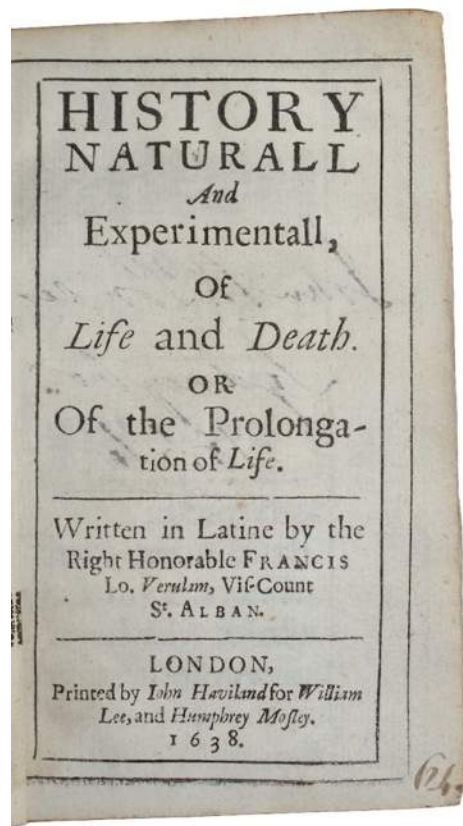 HISTORY
NATURALL
And
Experimentall,
Of
Life and Death.
OR
Of the Prolonga-
tion of Life.
Written in Latine by the
Right Honorable FRANCIS
Lo. Verulam, Viſ-Count
St. ALBAN.
LONDON,
Printed by Iohn Haviland for William
Lee, and Humphrey Moſley.
1638.